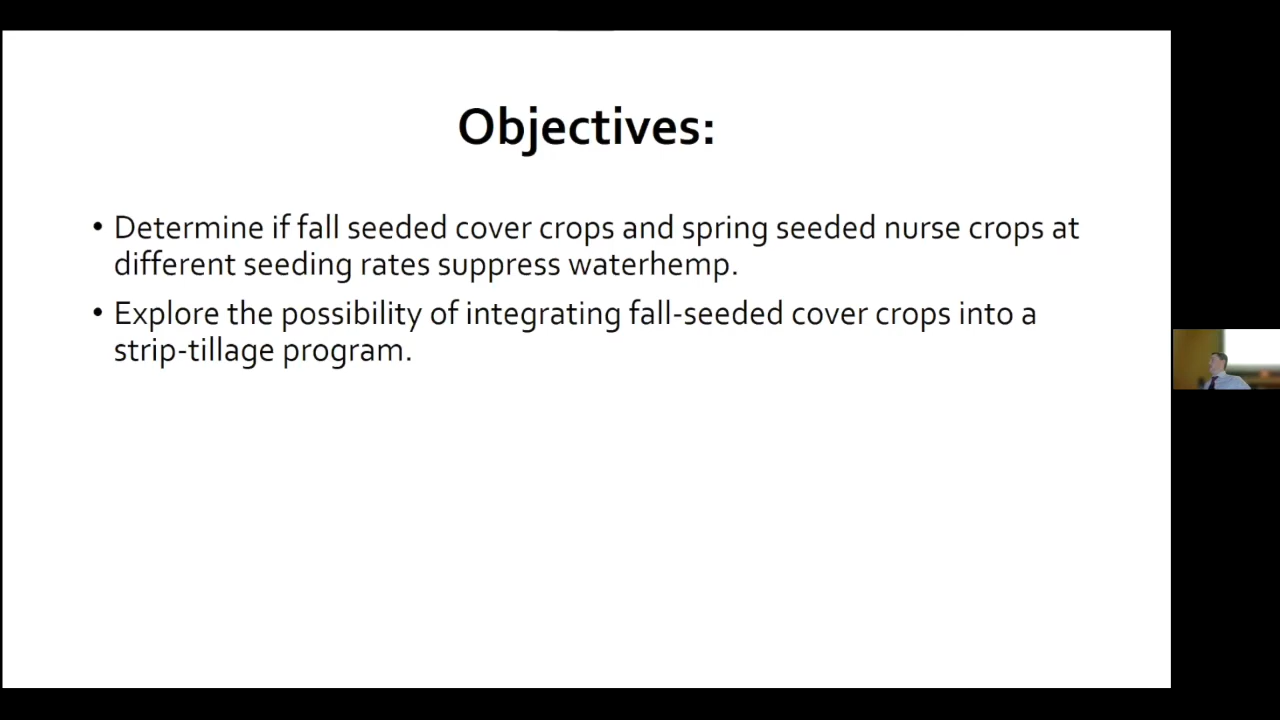 Objectives:
• Determine if fall seeded cover crops and spring seeded nurse crops at
different seeding rates suppress waterhemp.
• Explore the possibility of integrating fall-seeded cover crops into a
strip-tillage program.